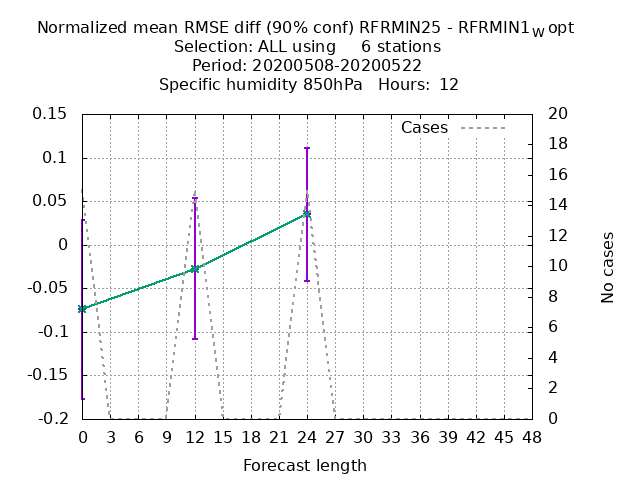 Normalized mean RMSE diff (90% conf) RFRMIN25 - RFRMIN1wopt
Selection: ALL using     6 stations
Period: 20200508-20200522
Specific humidity 850hPa   Hours:  12
0.15
0.1
0.05
0
-0.05
-0.1
-0.15
-0.2
Cases
20
18
16
14
12
10
8
6
4
2
0
No cases
0 3 6 9 12 15 18 21 24 27 30 33 36 39 42 45 48
Forecast length